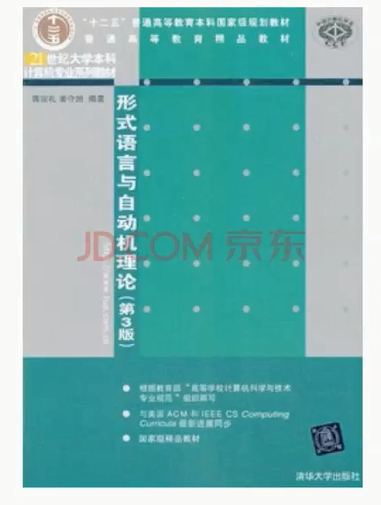 "十二五"普通高等教育本科国家级规划教材
普通高等教育精品教材
21世纪大学本科
计算机专业系列教材
蒋宗礼 姜守旭 编著
形式语言与自动机理论(第3版)
JD.COM 京东
根据教育部"高等学校计算机科学与技术
专业规范"组织编写
与美国 ACM 和 IEEE CS Computing
Curricula 最新进展同步
国家级精品教材
清华大学出版社